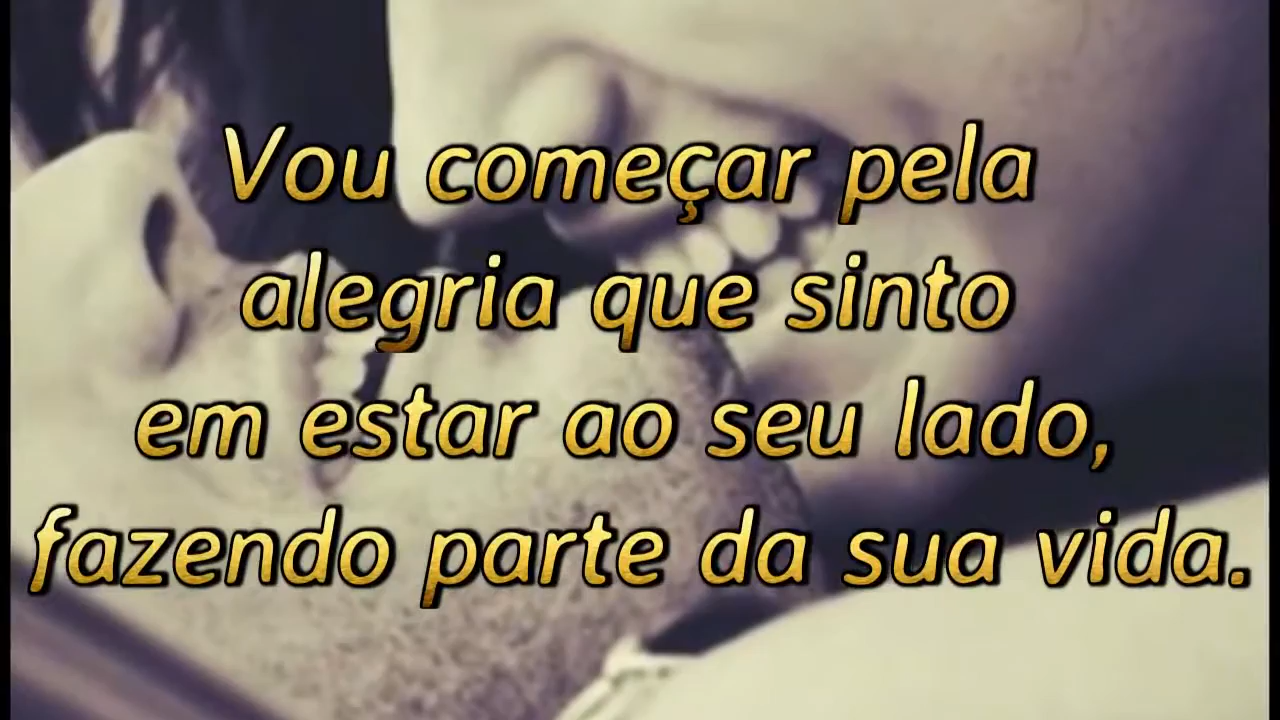 Vou começar pela
alegria que sinto
em estar ao seu lado,
fazendo parte da sua vida.